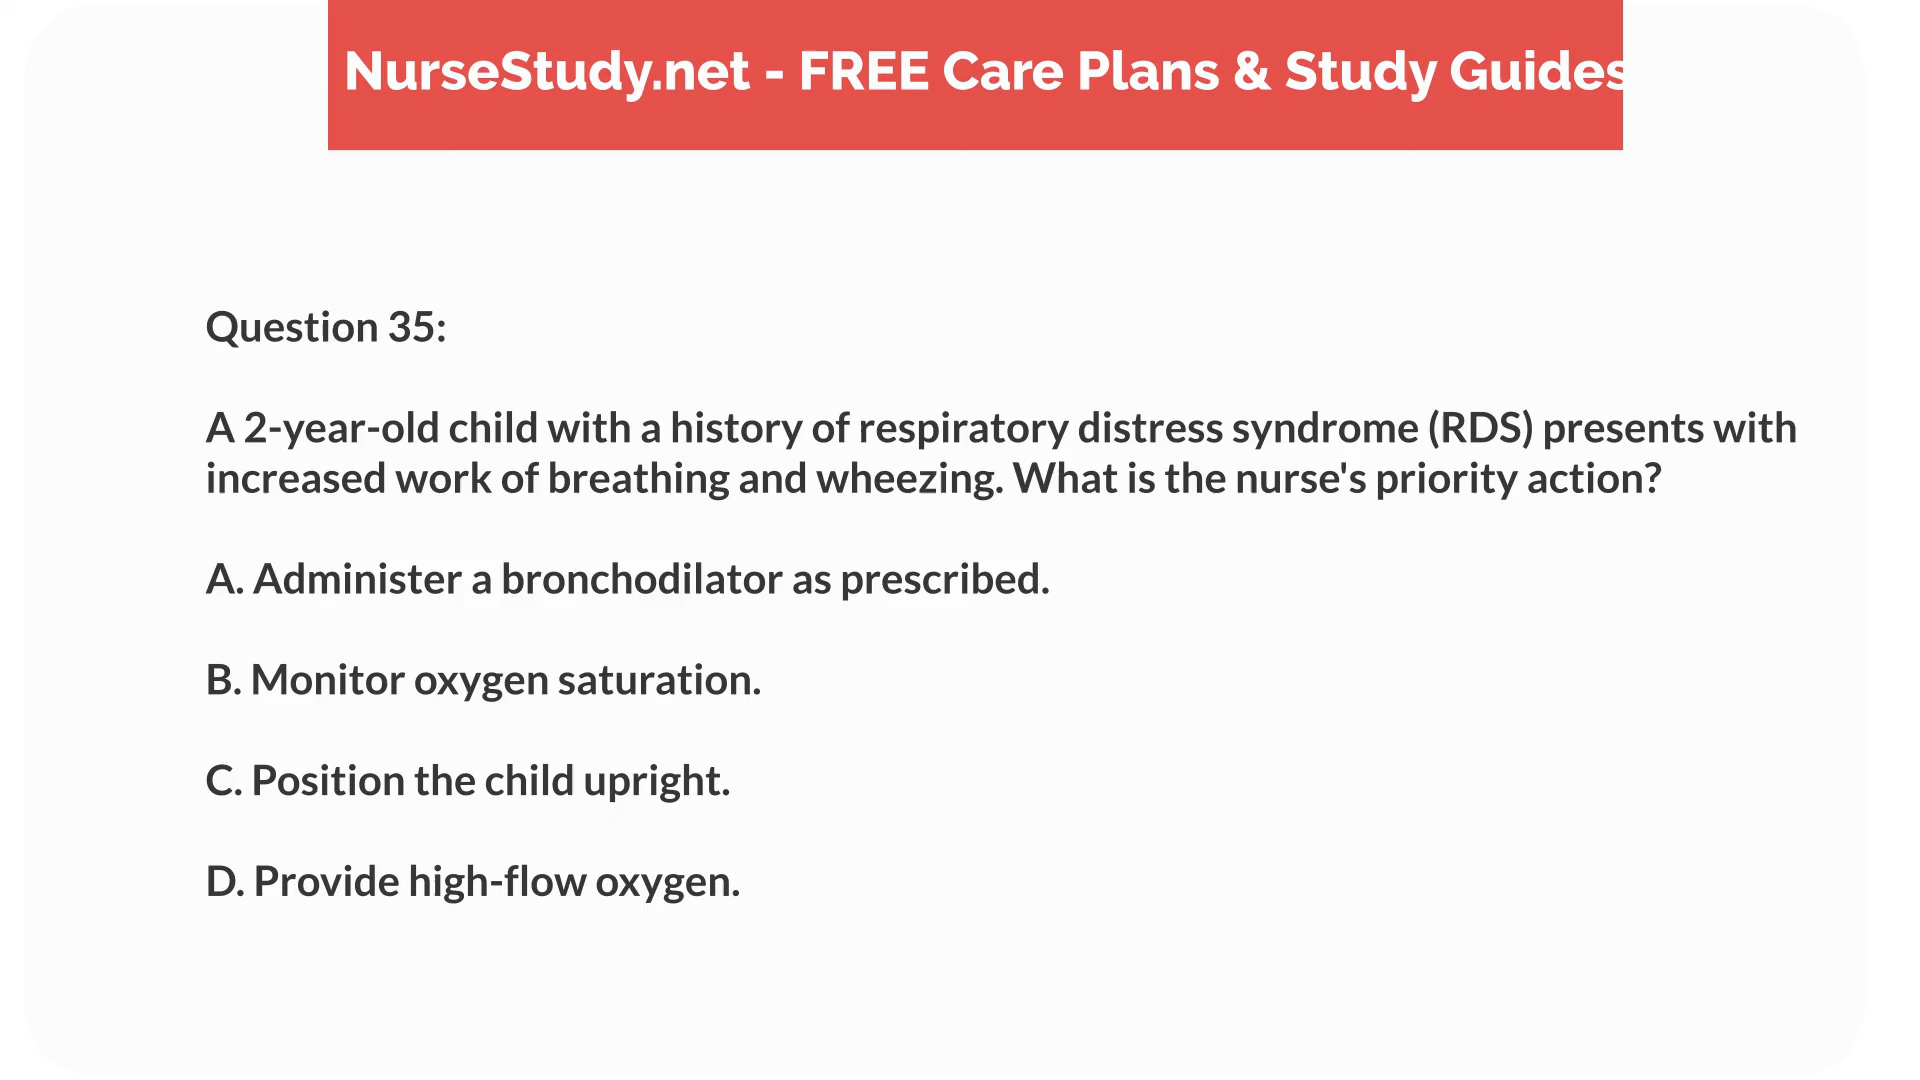 NurseStudy.net - FREE Care Plans & Study Guides
Question 35:
A 2-year-old child with a history of respiratory distress syndrome (RDS) presents with
increased work of breathing and wheezing. What is the nurse's priority action?
A. Administer a bronchodilator as prescribed.
B. Monitor oxygen saturation.
C. Position the child upright.
D. Provide high-flow oxygen.